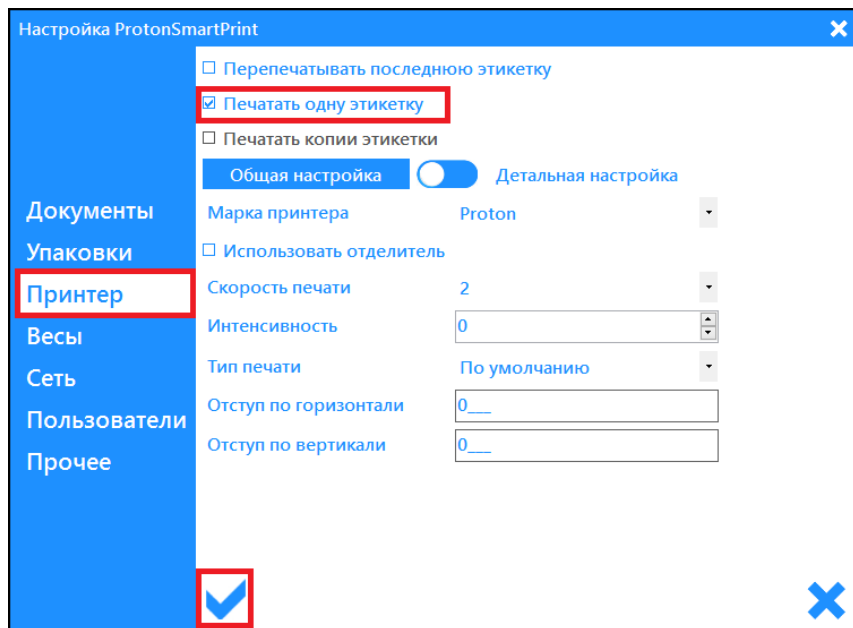 Настройка ProtonSmartPrint
Перепечатывать последнюю этикетку
Печатать одну этикетку
Печатать копии этикетки
Общая настройка Детальная настройка
Документы
Упаковки
Принтер
Весы
Сеть
Пользователи
Прочее
Марка принтера Proton
Использовать отделитель
Скорость печати 2
Интенсивность 0
Тип печати По умолчанию
Отступ по горизонтали 0___
Отступ по вертикали 0___